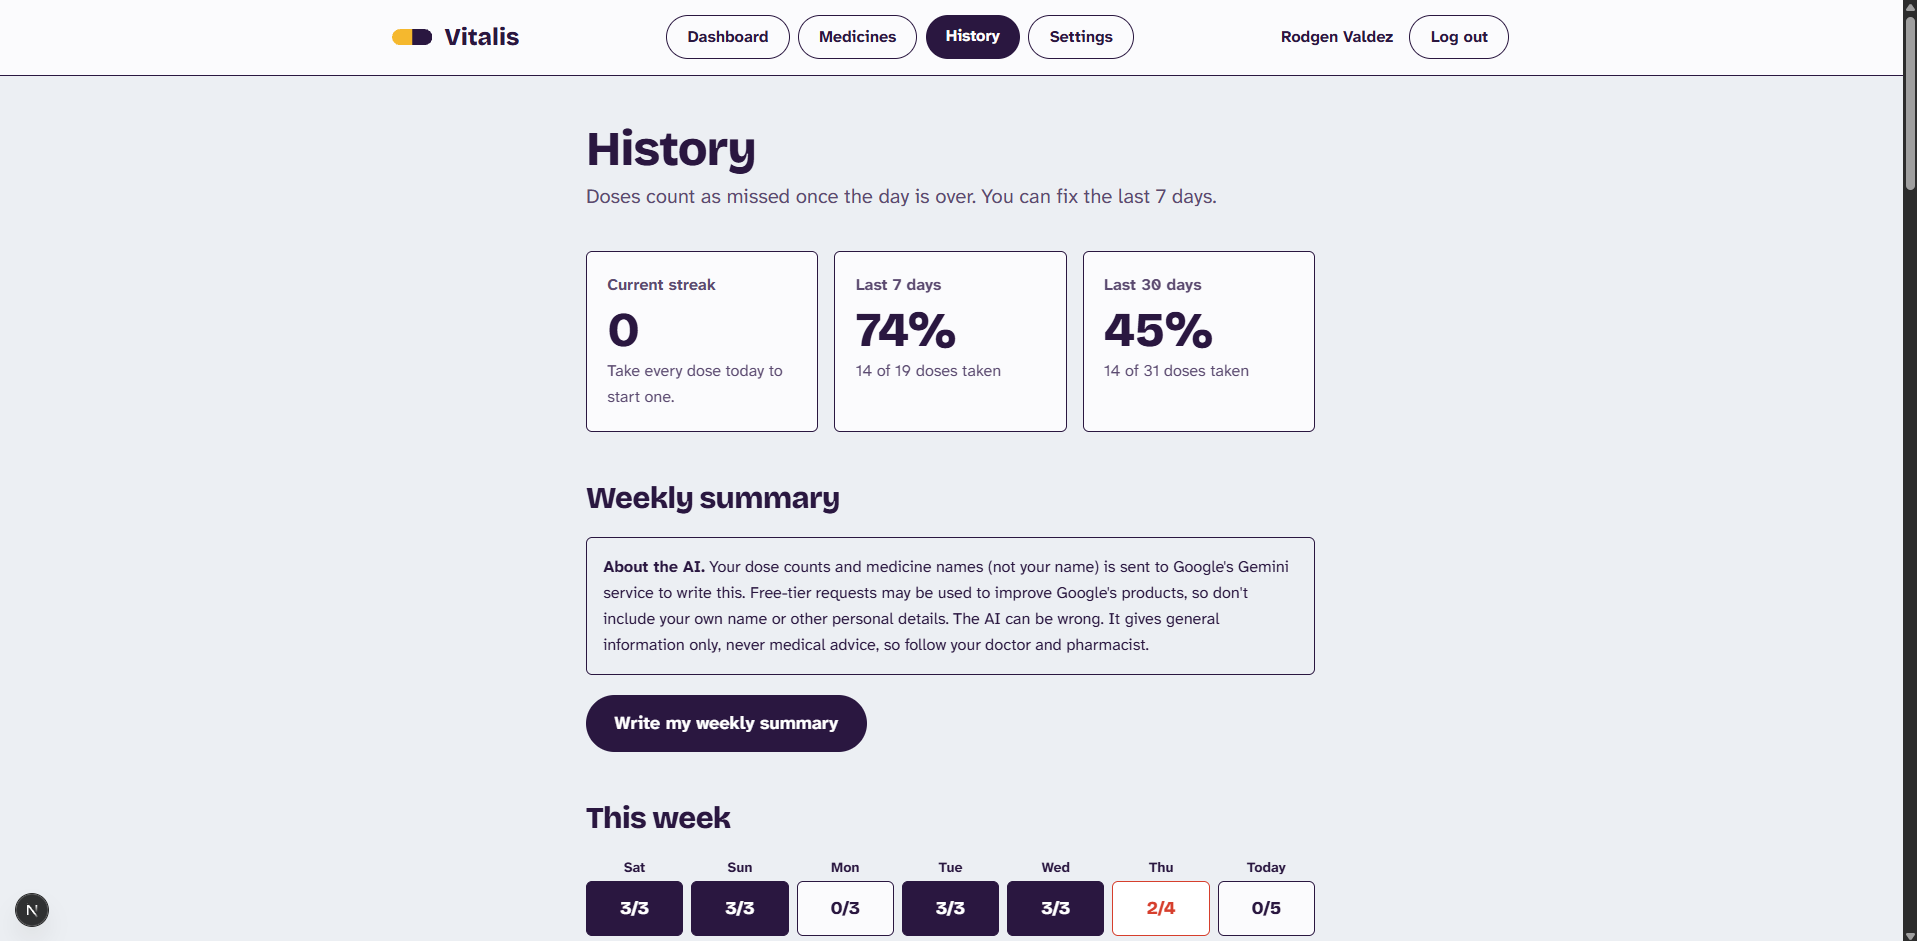 Vitalis
Dashboard
Medicines
History
Settings
Rodgen Valdez
Log out
History
Doses count as missed once the day is over. You can fix the last 7 days.
Current streak
0
Take every dose today to
start one.
Last 7 days
74%
14 of 19 doses taken
Last 30 days
45%
14 of 31 doses taken
Weekly summary
About the AI. Your dose counts and medicine names (not your name) is sent to Google's Gemini
service to write this. Free-tier requests may be used to improve Google's products, so don't
include your own name or other personal details. The AI can be wrong. It gives general
information only, never medical advice, so follow your doctor and pharmacist.
Write my weekly summary
This week
Sat Sun Mon Tue Wed Thu Today
3/3 3/3 0/3 3/3 3/3 2/4 0/5
N